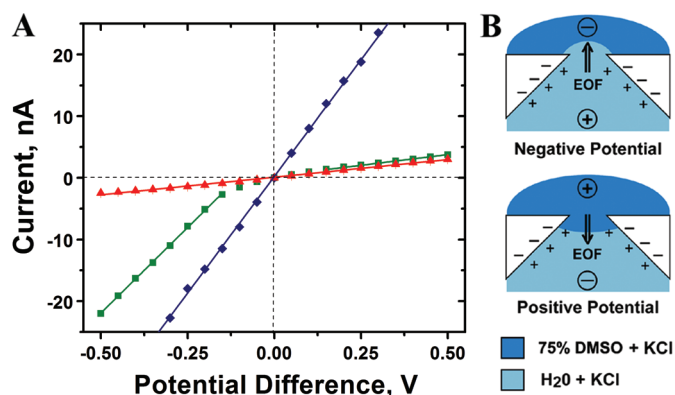 A
Current, nA
20
10
0
-10
-20
-0.50
-0.25
0.00
0.25
0.50
Potential Difference, V
B
EOF
Negative Potential
EOF
Positive Potential
75% DMSO + KCl
H20 + KCl